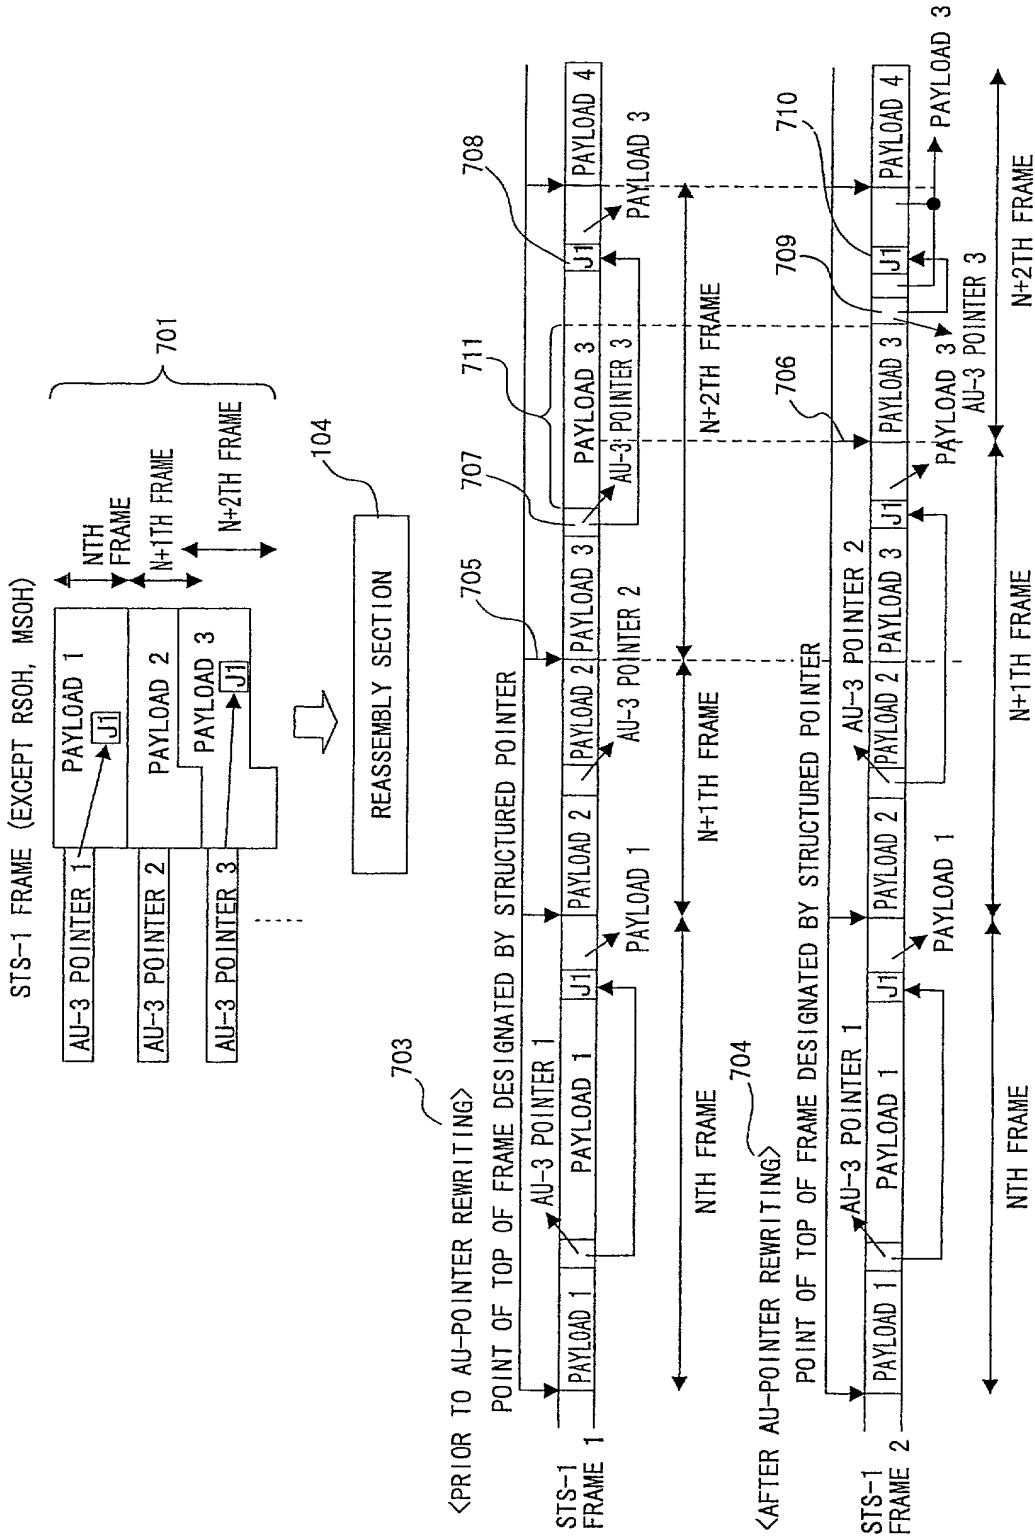 STS-1 FRAME (EXCEPT RSOH, MSOH)
AU-3 POINTER 1
PAYLOAD 1
J1
NTH
FRAME
701
AU-3 POINTER 2
PAYLOAD 2
N+1TH FRAME
AU-3 POINTER 3
PAYLOAD 3
J1
N+2TH FRAME
REASSEMBLY SECTION
104
703
<PRIOR TO AU-POINTER REWRITING>
POINT OF TOP OF FRAME DESIGNATED BY STRUCTURED POINTER
705
707
711
708
AU-3 POINTER 1
STS-1
FRAME 1
PAYLOAD 1
PAYLOAD 1
J1
PAYLOAD 2
PAYLOAD 2
PAYLOAD 3
PAYLOAD 3
J1
PAYLOAD 4
PAYLOAD 1
AU-3 POINTER 2
AU-3 POINTER 3
PAYLOAD 3
NTH FRAME
N+1TH FRAME
N+2TH FRAME
<AFTER AU-POINTER REWRITING>
704
POINT OF TOP OF FRAME DESIGNATED BY STRUCTURED POINTER
706
709
710
AU-3 POINTER 1
AU-3 POINTER 2
STS-1
FRAME 2
PAYLOAD 1
PAYLOAD 1
J1
PAYLOAD 2
PAYLOAD 2
PAYLOAD 3
J1
PAYLOAD 3
J1
PAYLOAD 4
PAYLOAD 1
PAYLOAD 3
AU-3 POINTER 3
PAYLOAD 3
NTH FRAME
N+1TH FRAME
N+2TH FRAME